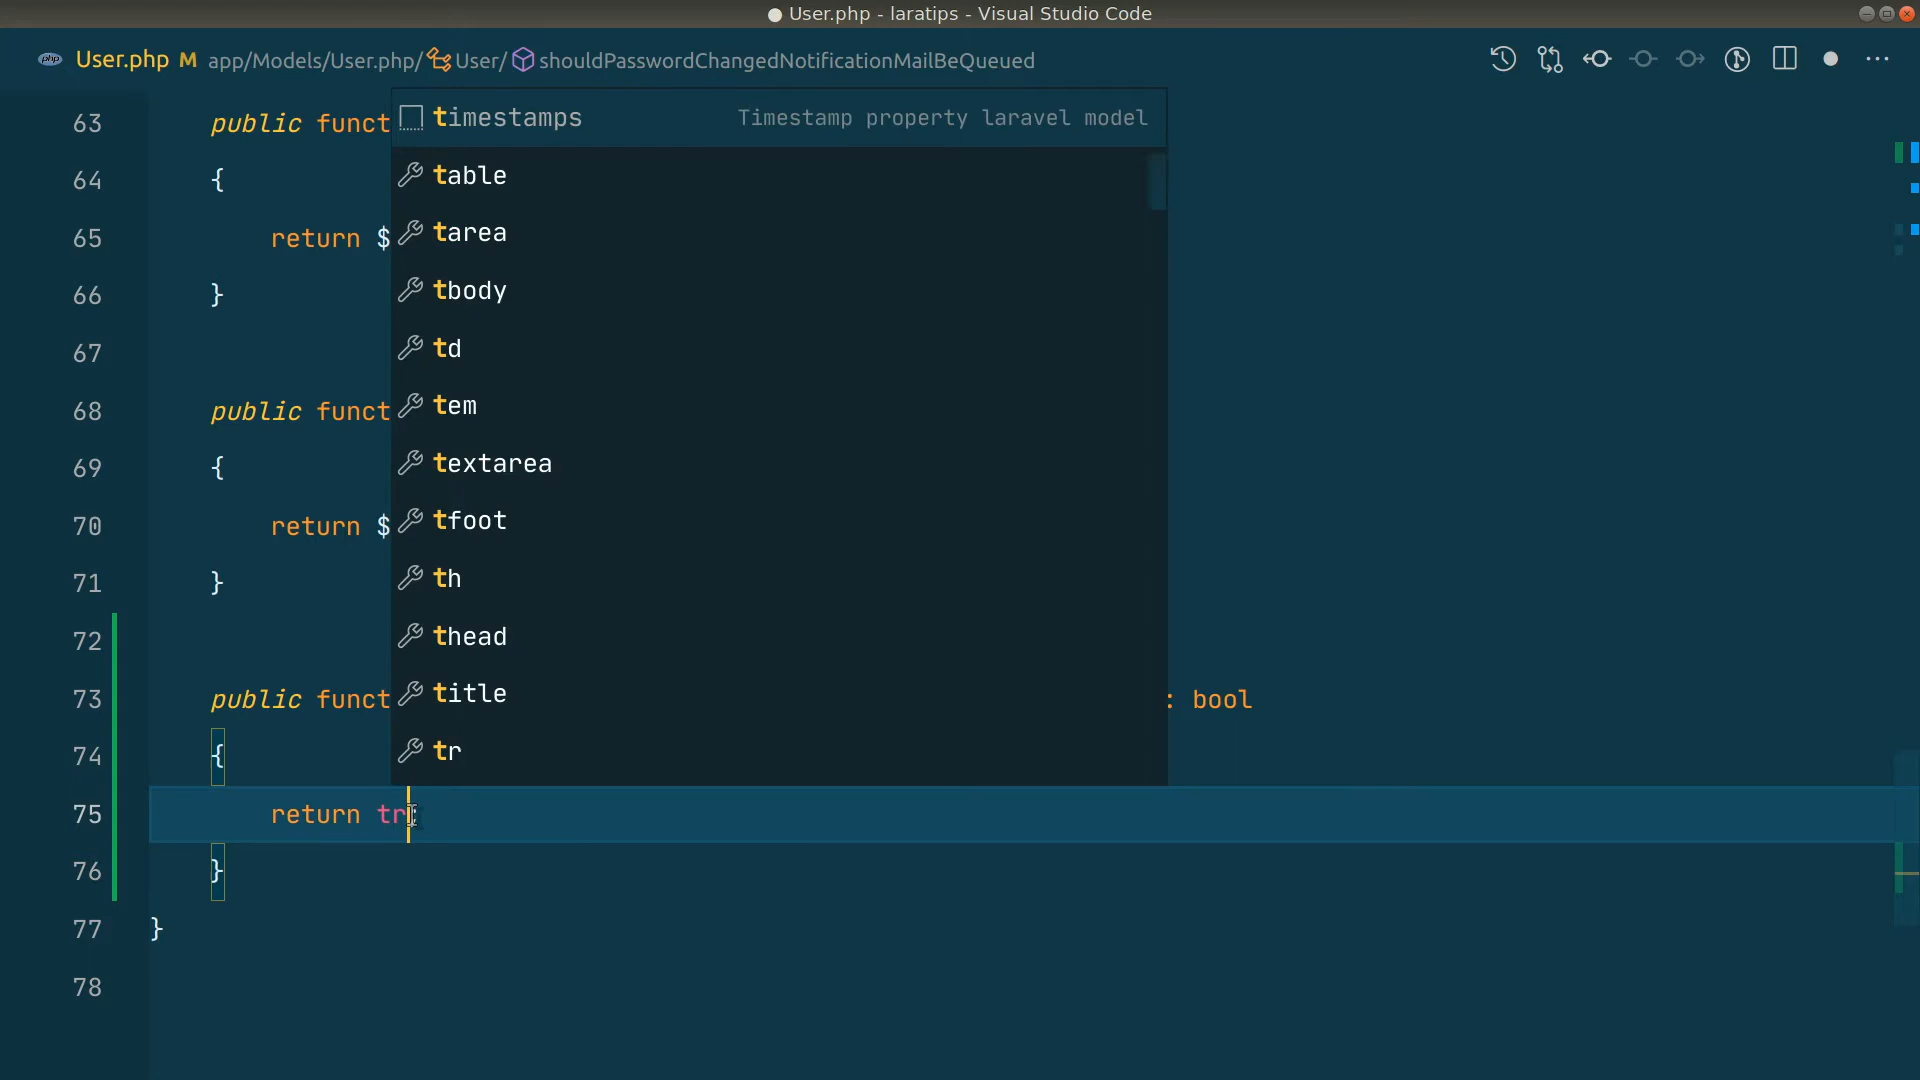 User.php - laratips - Visual Studio Code
php User.php M app/Models/User.php/ User/ shouldPasswordChangedNotificationMailBeQueued
63 public funct
64 {
65 return $
66 }
67
68 public funct
69 {
70 return $
71 }
72
73 public funct : bool
74 {
75 return tr
76 }
77 }
78
timestamps Timestamp property laravel model
table
tarea
tbody
td
tem
textarea
tfoot
th
thead
title
tr